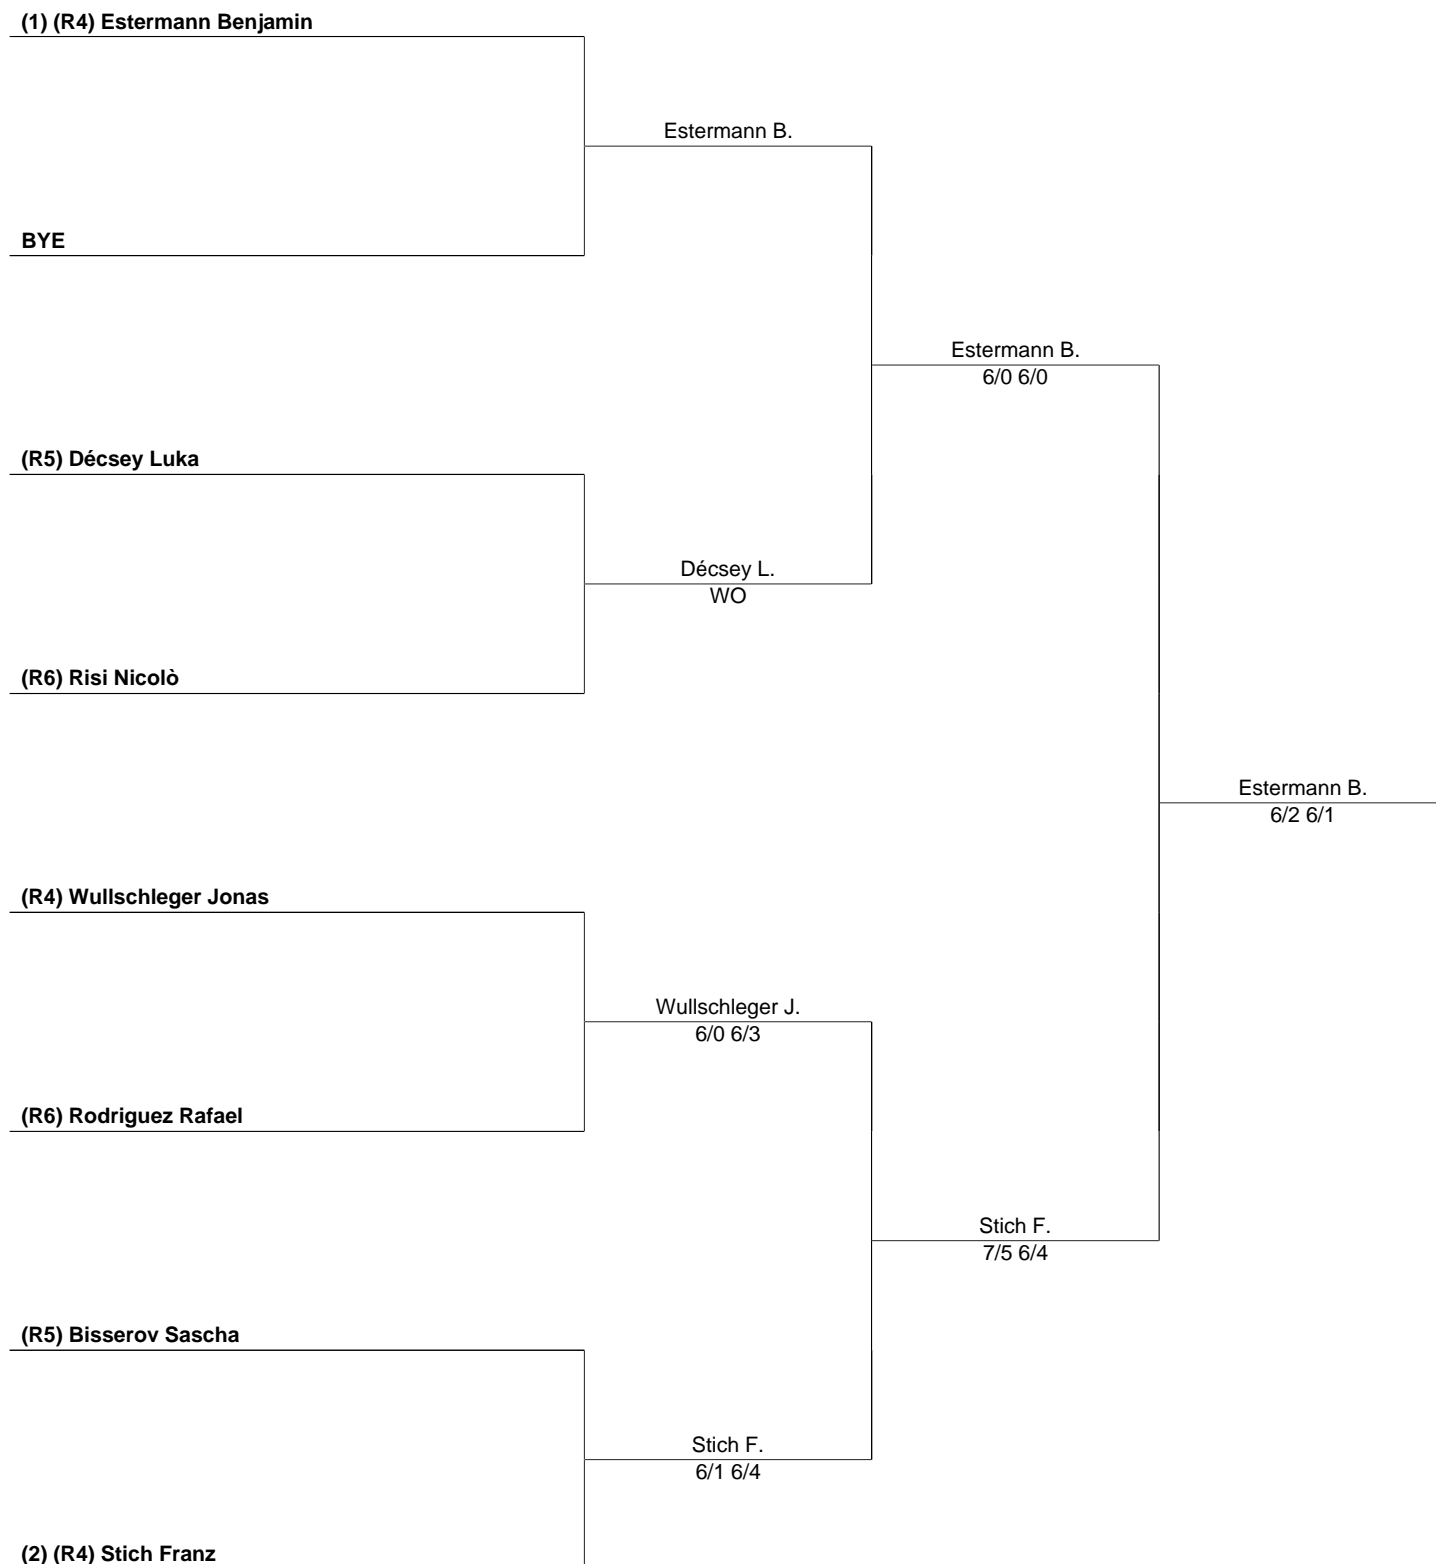 (1) (R4) Estermann Benjamin
Estermann B.
BYE
Estermann B.
6/0 6/0
(R5) Décsey Luka
Décsey L.
WO
(R6) Risi Nicolò
Estermann B.
6/2 6/1
(R4) Wullschleger Jonas
Wullschleger J.
6/0 6/3
(R6) Rodriguez Rafael
Stich F.
7/5 6/4
(R5) Bisserov Sascha
Stich F.
6/1 6/4
(2) (R4) Stich Franz